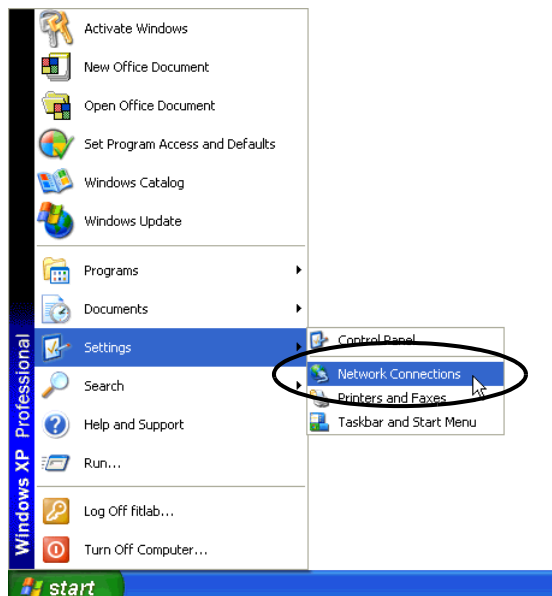 Activate Windows
New Office Document
Open Office Document
Set Program Access and Defaults
Windows Catalog
Windows Update
Programs
Documents
Settings
Search
Help and Support
Run...
Log Off fitlab...
Turn Off Computer...
Control Panel
Network Connections
Printers and Faxes
Taskbar and Start Menu
Windows XP Professional
start